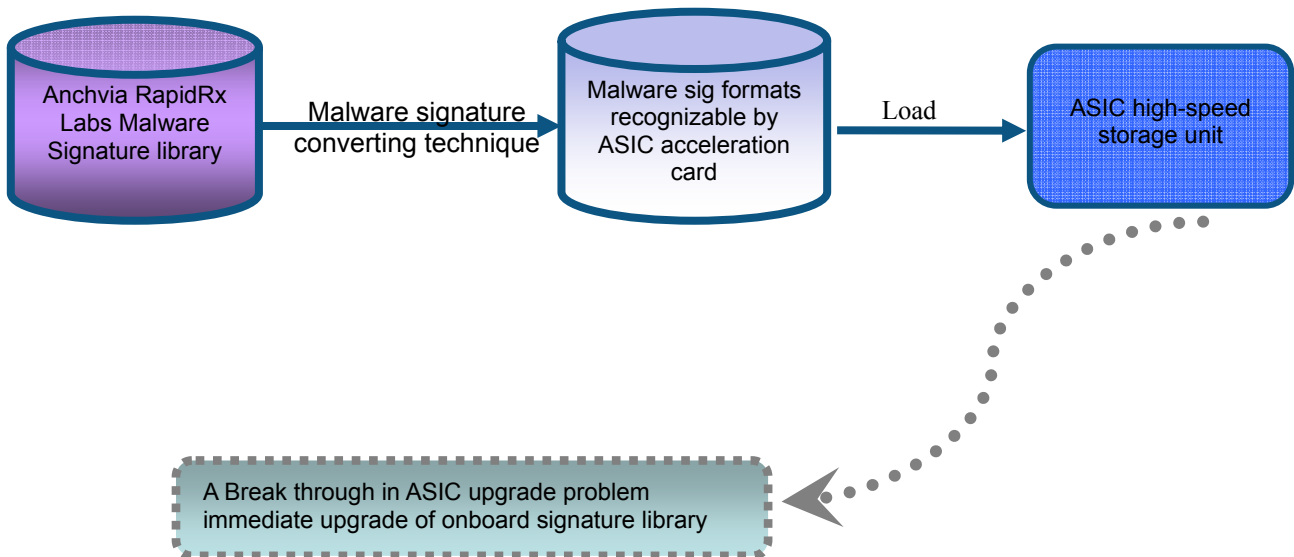 Anchvia RapidRx
Labs Malware
Signature library
Malware signature
converting technique
Malware sig formats
recognizable by
ASIC acceleration
card
Load
ASIC high-speed
storage unit
A Break through in ASIC upgrade problem
immediate upgrade of onboard signature library